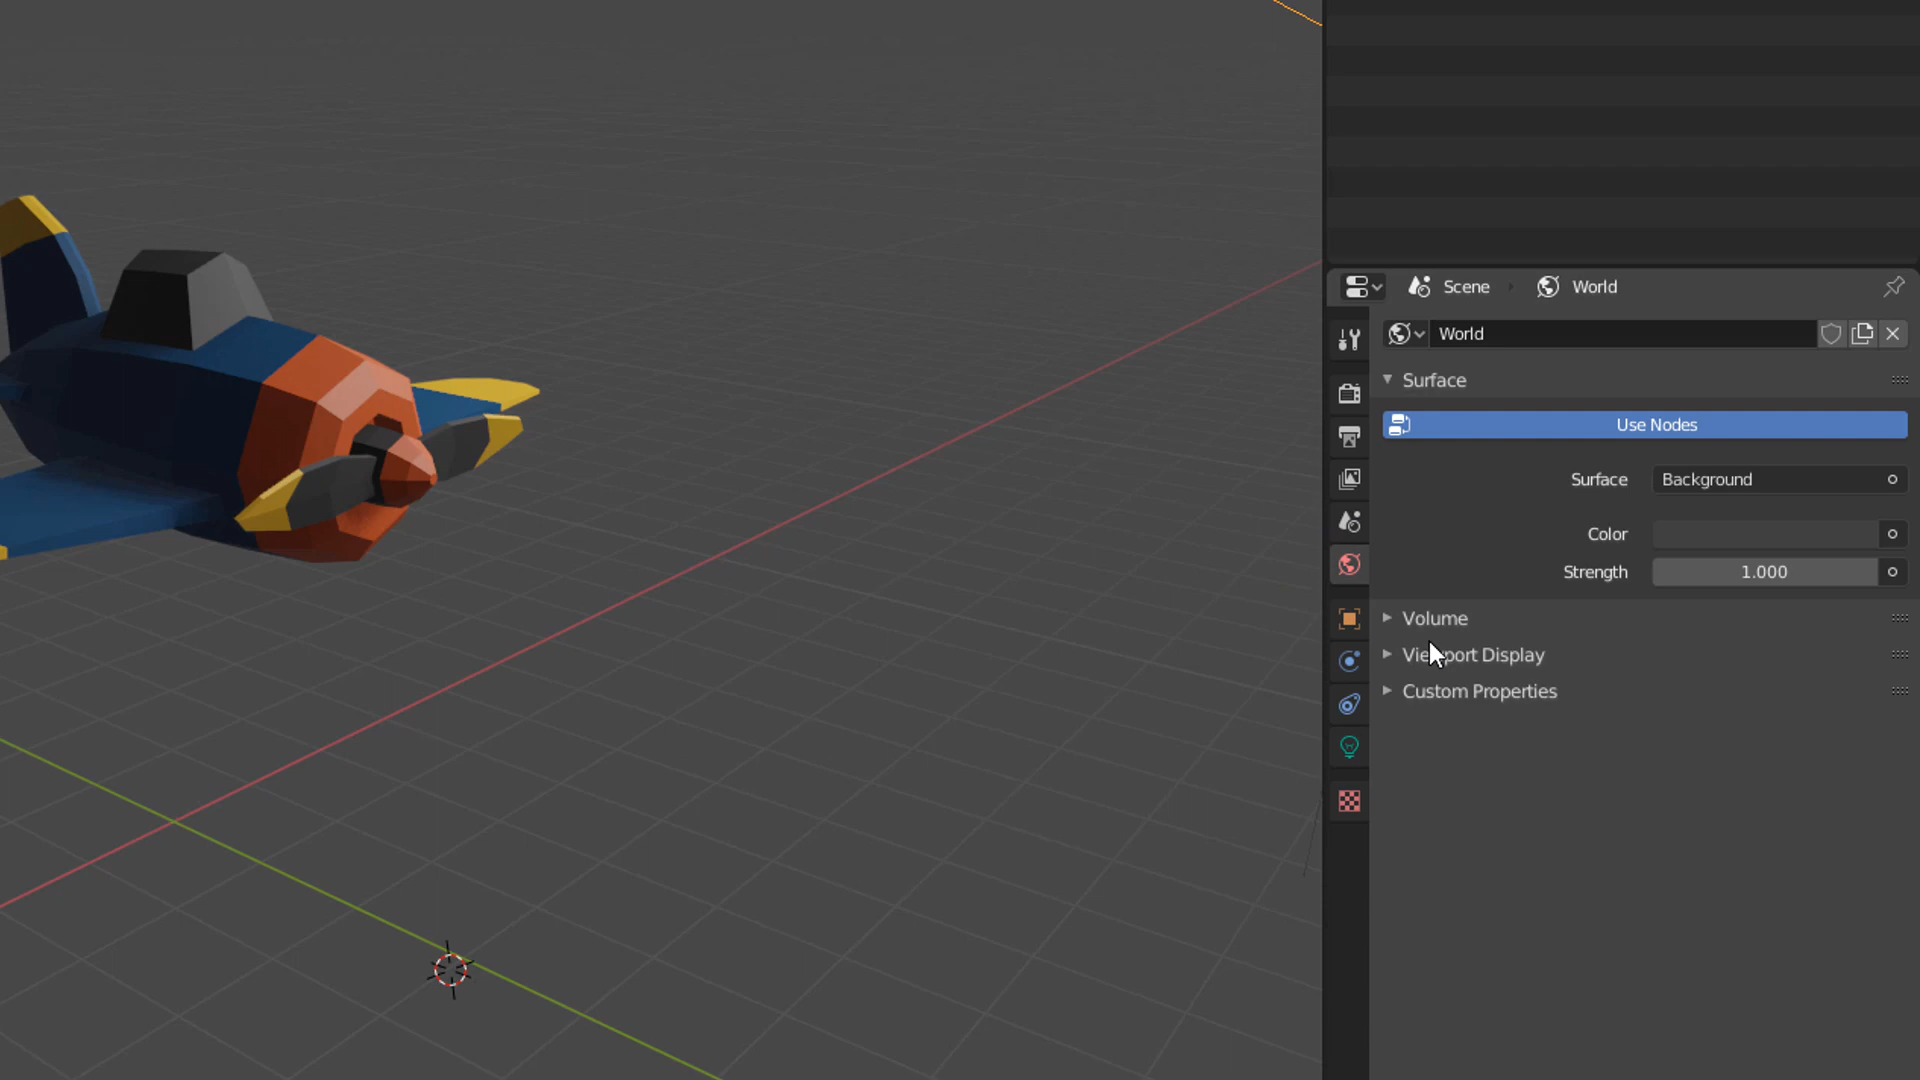 Scene › World
World
Surface
Use Nodes
Surface Background
Color
Strength 1.000
Volume
Viewport Display
Custom Properties